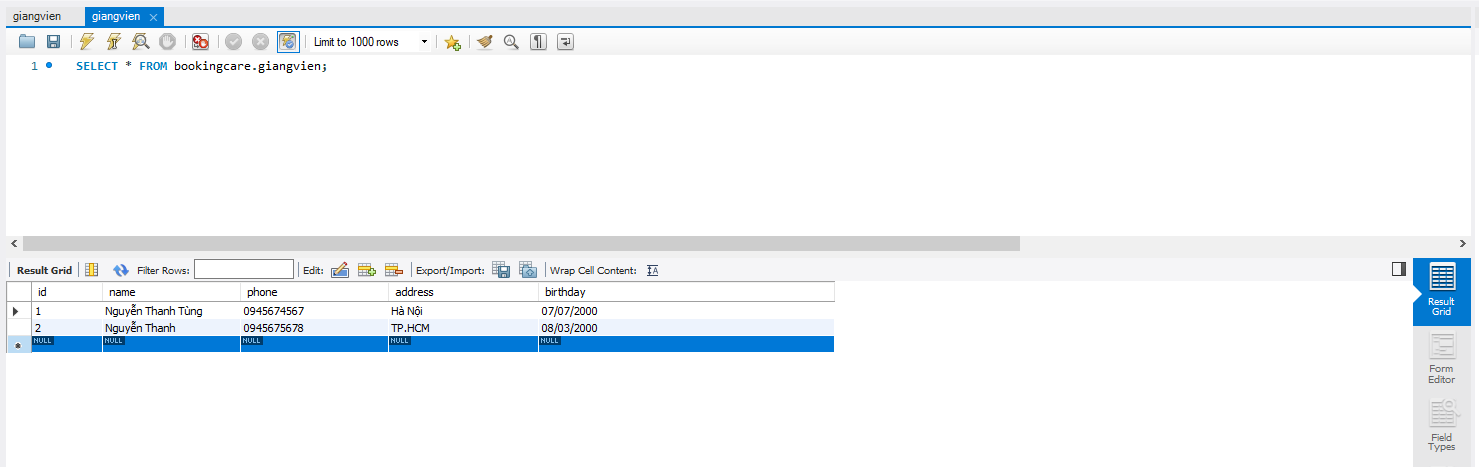 giangvien giangvien
Limit to 1000 rows
1 SELECT * FROM bookingcare.giangvien;
Result Grid Filter Rows: Edit: Export/Import: Wrap Cell Content:
id name phone address birthday
1 Nguyễn Thanh Tùng 0945674567 Hà Nội 07/07/2000
2 Nguyễn Thanh 0945675678 TP.HCM 08/03/2000
NULL NULL NULL NULL NULL
Result
Grid
Form
Editor
Field
Types